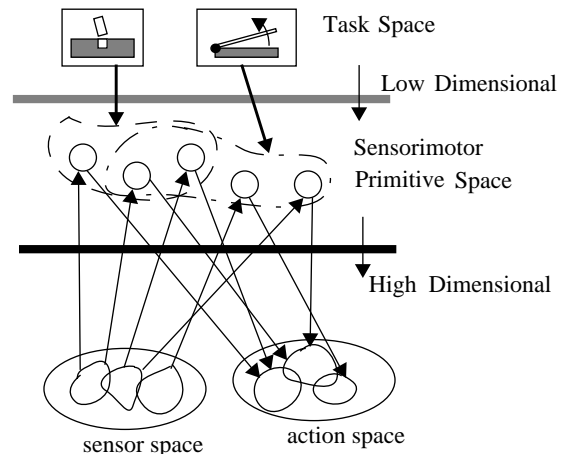 Task Space
Low Dimensional
Sensorimotor
Primitive Space
High Dimensional
sensor space
action space